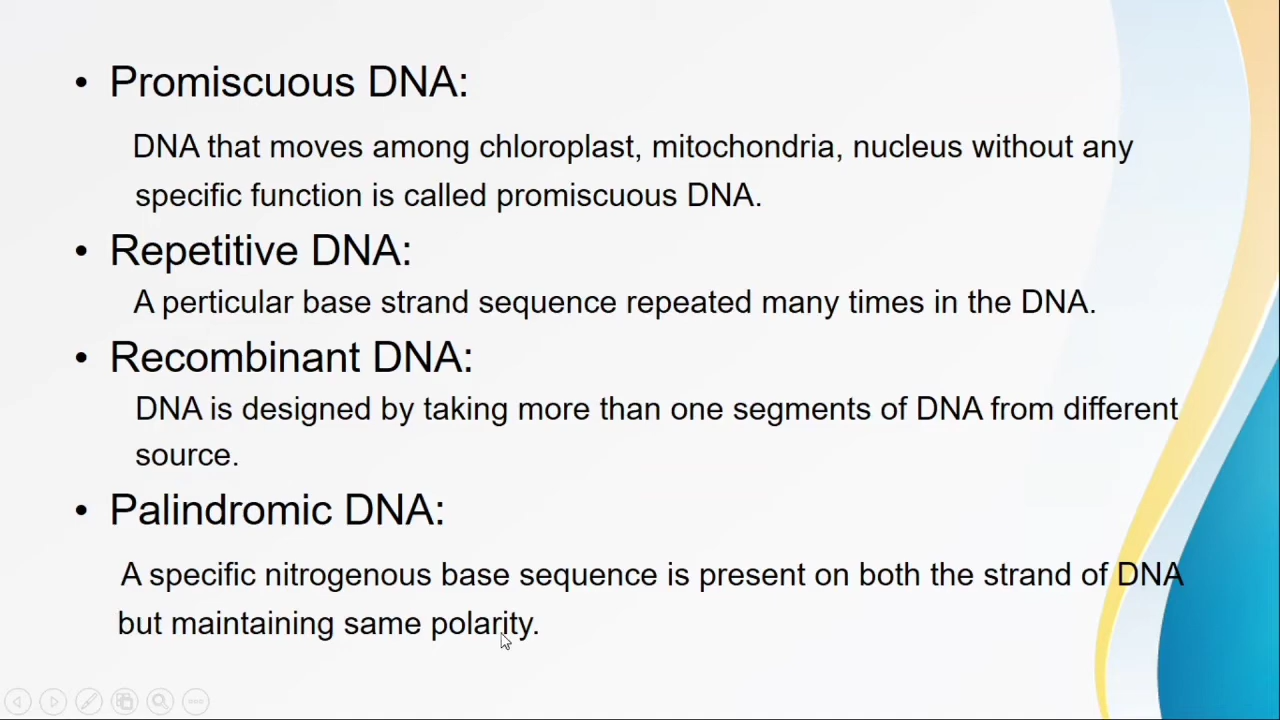 • Promiscuous DNA:
DNA that moves among chloroplast, mitochondria, nucleus without any
specific function is called promiscuous DNA.
• Repetitive DNA:
A perticular base strand sequence repeated many times in the DNA.
• Recombinant DNA:
DNA is designed by taking more than one segments of DNA from different
source.
• Palindromic DNA:
A specific nitrogenous base sequence is present on both the strand of DNA
but maintaining same polarity.